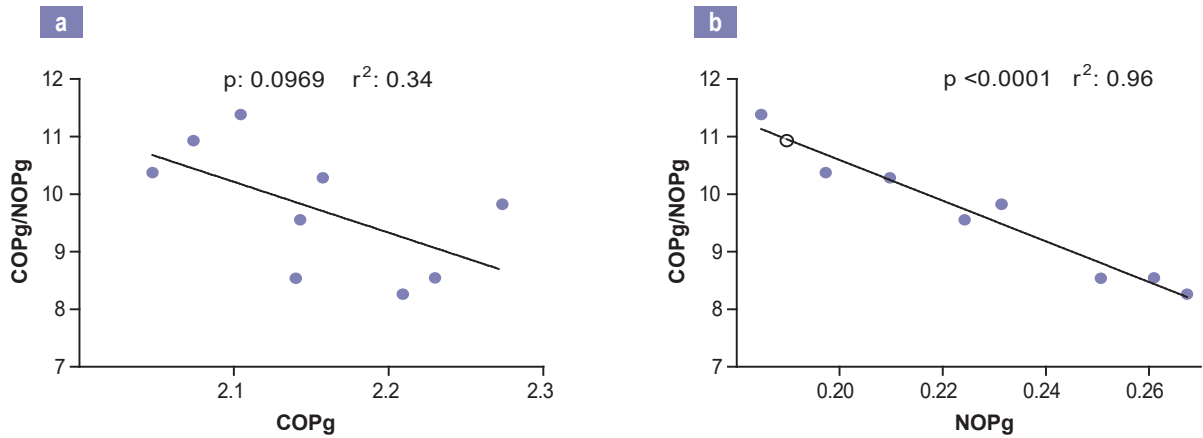 a
p: 0.0969 r²: 0.34
12
11
10
9
8
7
COPg/NOPg
2.1 2.2 2.3
COPg
b
p <0.0001 r²: 0.96
12
11
10
9
8
7
COPg/NOPg
0.20 0.22 0.24 0.26
NOPg